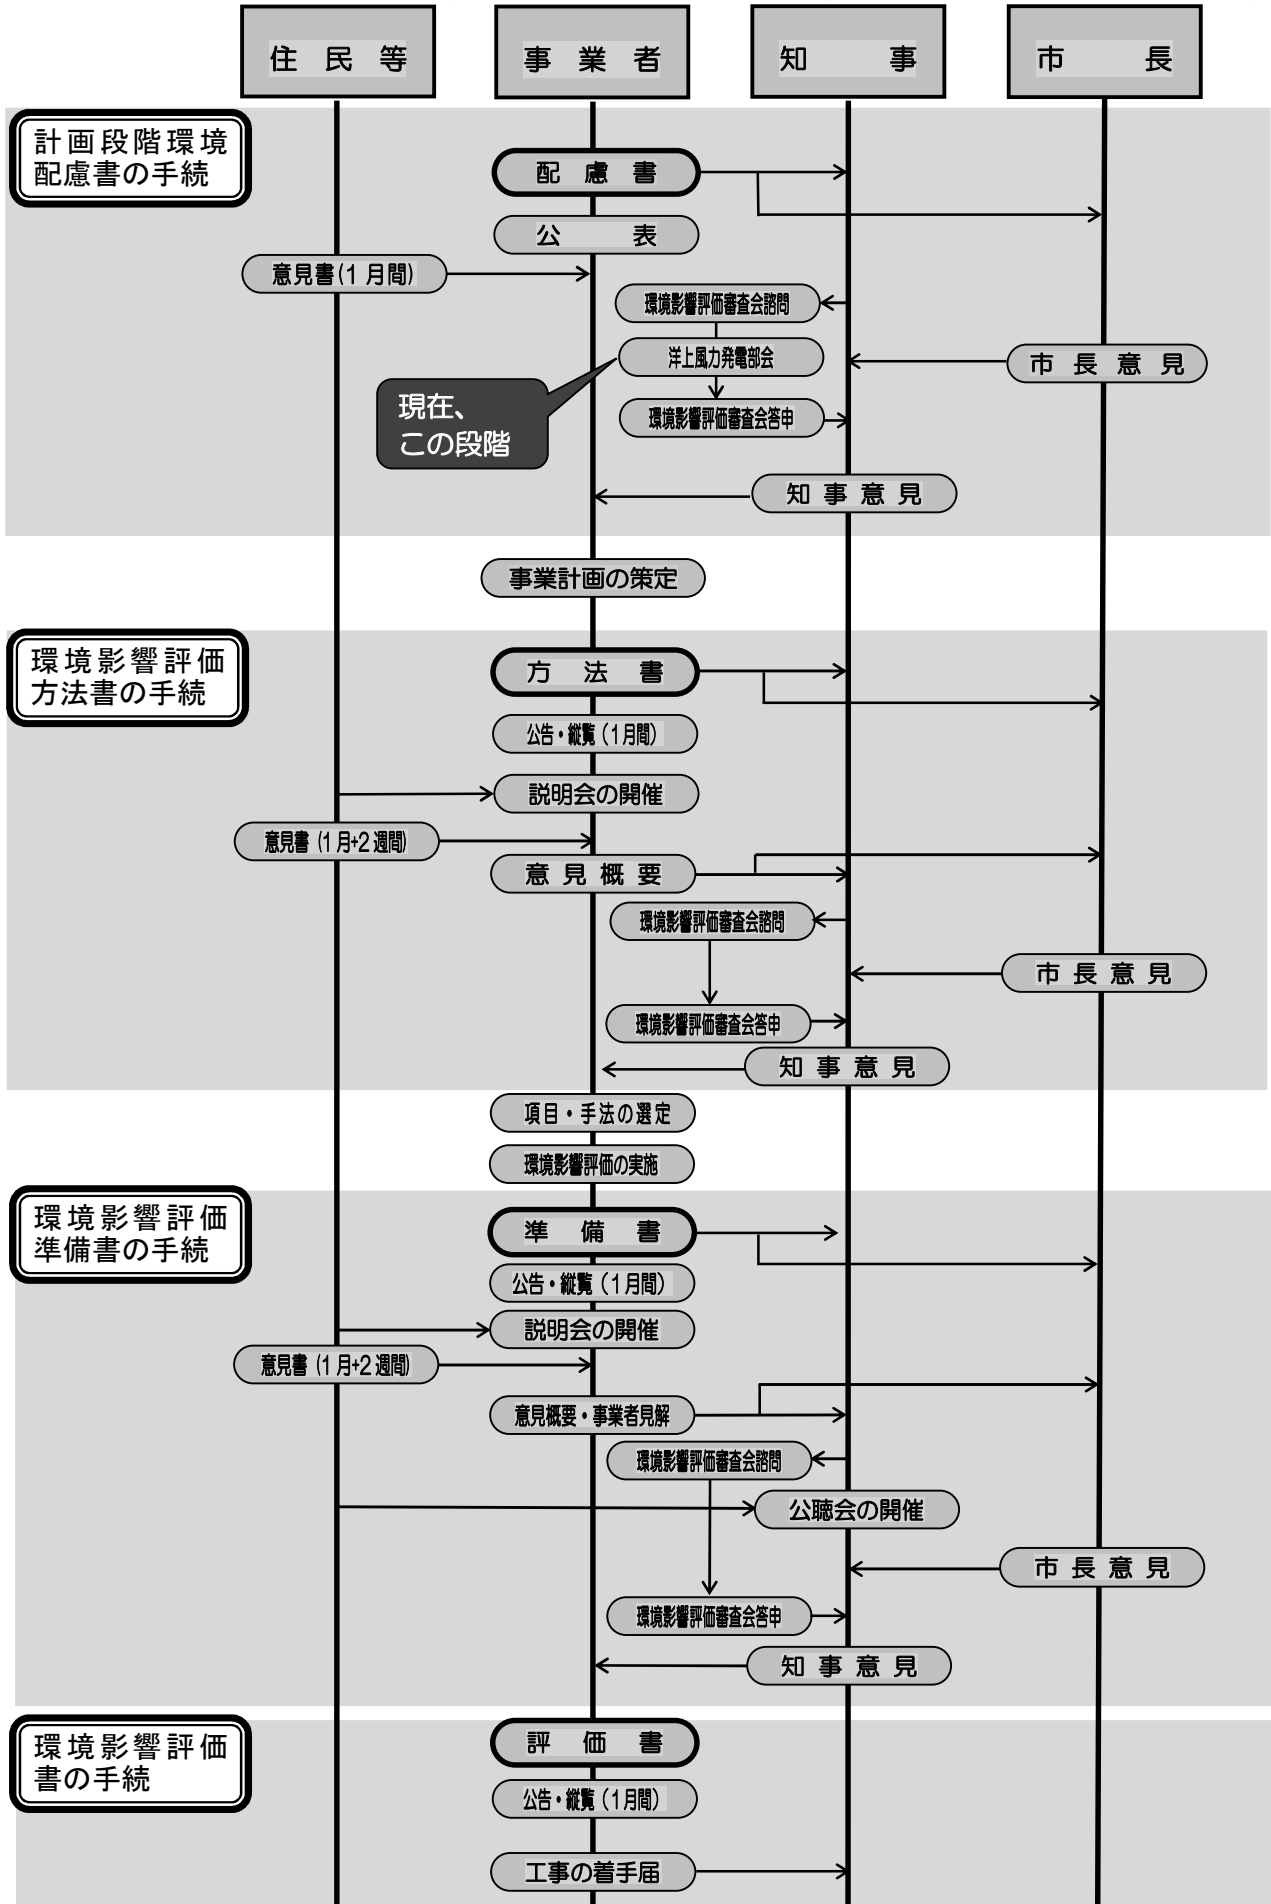 住民等
事業者
知事
市長
計画段階環境
配慮書の手続
配慮書
公表
意見書(1月間)
環境影響評価審査会諮問
洋上風力発電部会
市長意見
現在、
この段階
環境影響評価審査会答申
知事意見
事業計画の策定
環境影響評価
方法書の手続
方法書
公告・縦覧(1月間)
説明会の開催
意見書(1月+2週間)
意見概要
環境影響評価審査会諮問
市長意見
環境影響評価審査会答申
知事意見
項目・手法の選定
環境影響評価の実施
環境影響評価
準備書の手続
準備書
公告・縦覧(1月間)
説明会の開催
意見書(1月+2週間)
意見概要・事業者見解
環境影響評価審査会諮問
公聴会の開催
市長意見
環境影響評価審査会答申
知事意見
環境影響評価
書の手続
評価書
公告・縦覧(1月間)
工事の着手届